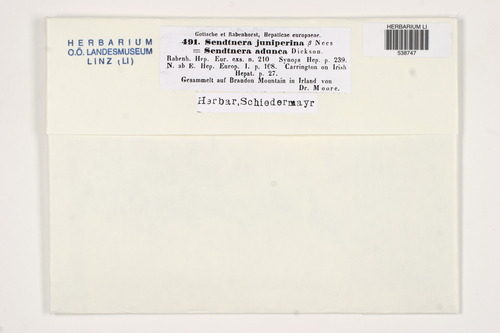 HERBARIUM
O.Ö. LANDESMUSEUM
LINZ (LI)
Gottsche et Rabenhorst, Hepaticae europaeae.
491. Sendtnera juniperina β Nees
= Sendtnera adunca Dickson.
Rabenh. Hep. Eur. exs. n. 210 Synops Hep. p. 239.
N. ab E. Hep. Europ. I. p. 108. Carrington on Irish
Hepat. p. 27.
Gesammelt auf Brandon Mountain in Irland von
Dr. Moore.
Herbar, Schiedermayr
HERBARIUM LI
538747